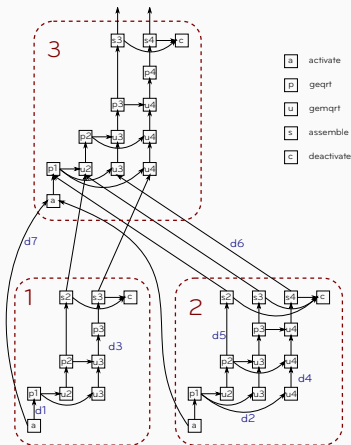 3
s3 s4 c
p4
p3 u4
p2 u3 u4
p1 u2 u3 u4
a
a activate
p geqrt
u gemqrt
s assemble
c deactivate
d7
d6
1
s2 s3 c
p3
d3
p2 u3
p1 u2 u3
d1
a
2
s2 s3 s4 c
d5
p3 u4
p2 u3 u4
d4
p1 u2 u3 u4
d2
a